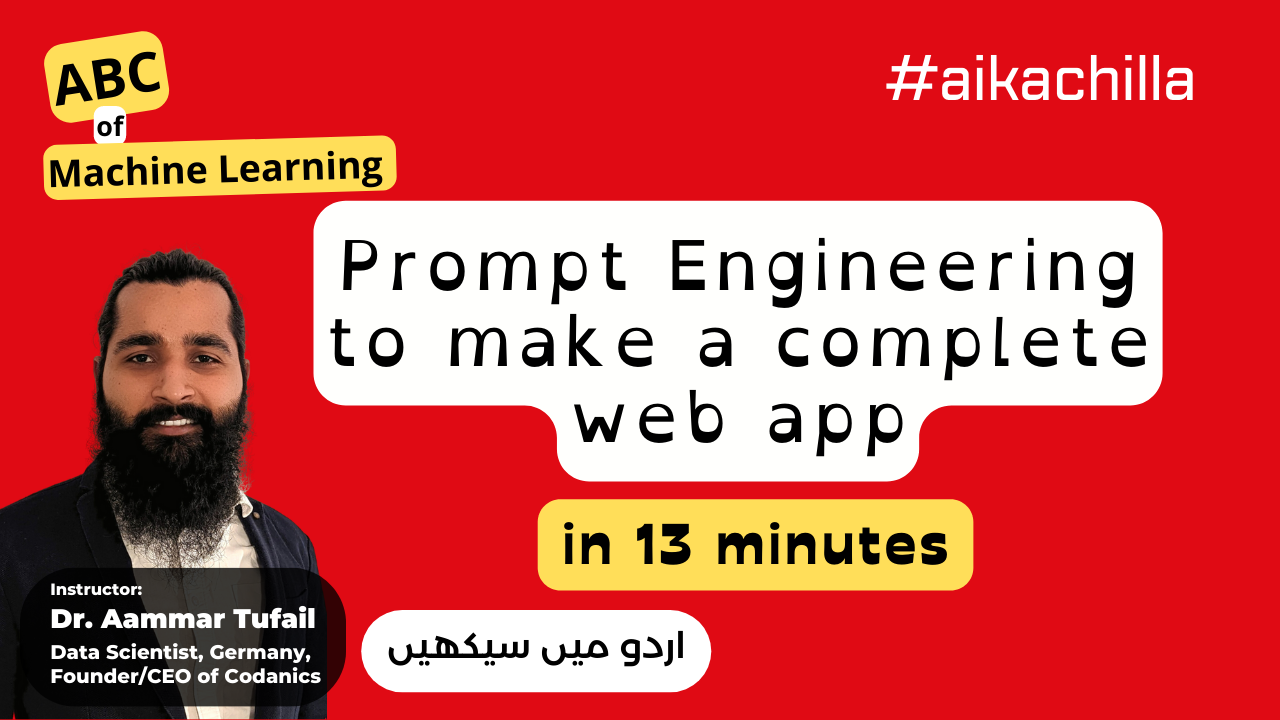 ABC
of
Machine Learning
#aikachilla
Prompt Engineering
to make a complete
web app
in 13 minutes
Instructor:
Dr. Aammar Tufail
Data Scientist, Germany,
Founder/CEO of Codanics
اردو میں سیکھیں